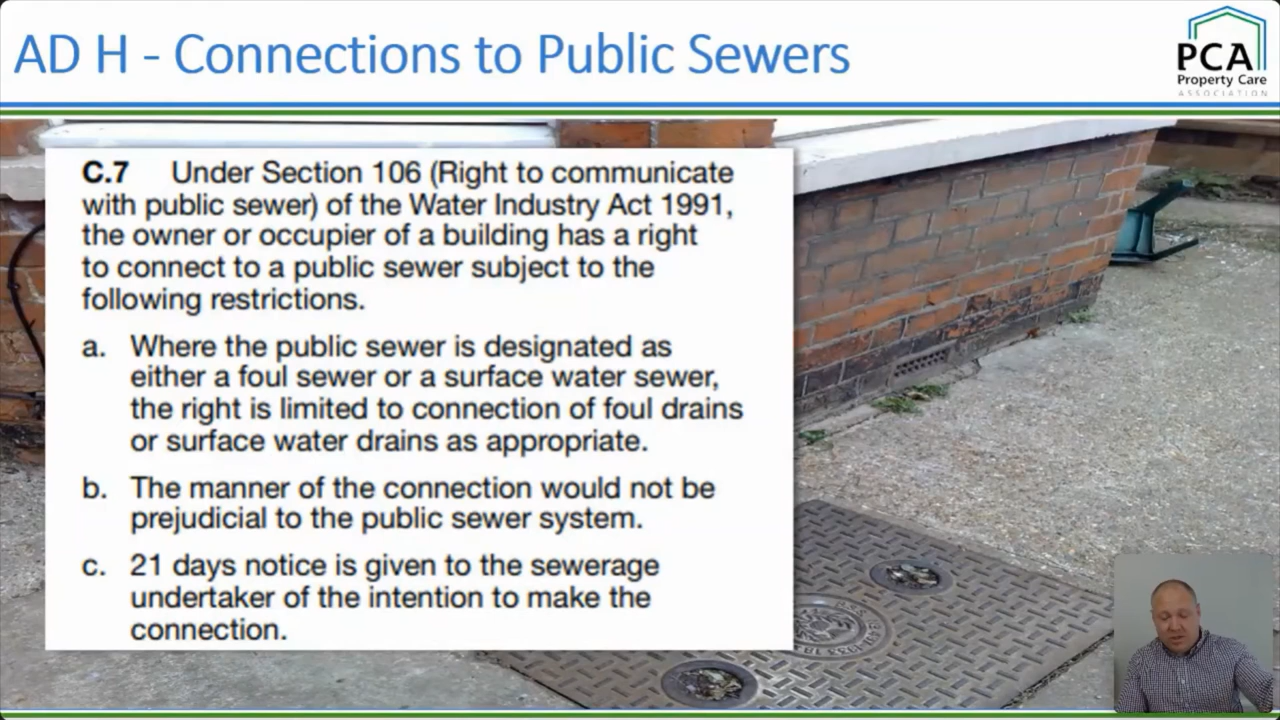 AD H - Connections to Public Sewers
PCA
Property Care
ASSOCIATION
C.7 Under Section 106 (Right to communicate
with public sewer) of the Water Industry Act 1991,
the owner or occupier of a building has a right
to connect to a public sewer subject to the
following restrictions.
a. Where the public sewer is designated as
either a foul sewer or a surface water sewer,
the right is limited to connection of foul drains
or surface water drains as appropriate.
b. The manner of the connection would not be
prejudicial to the public sewer system.
c. 21 days notice is given to the sewerage
undertaker of the intention to make the
connection.